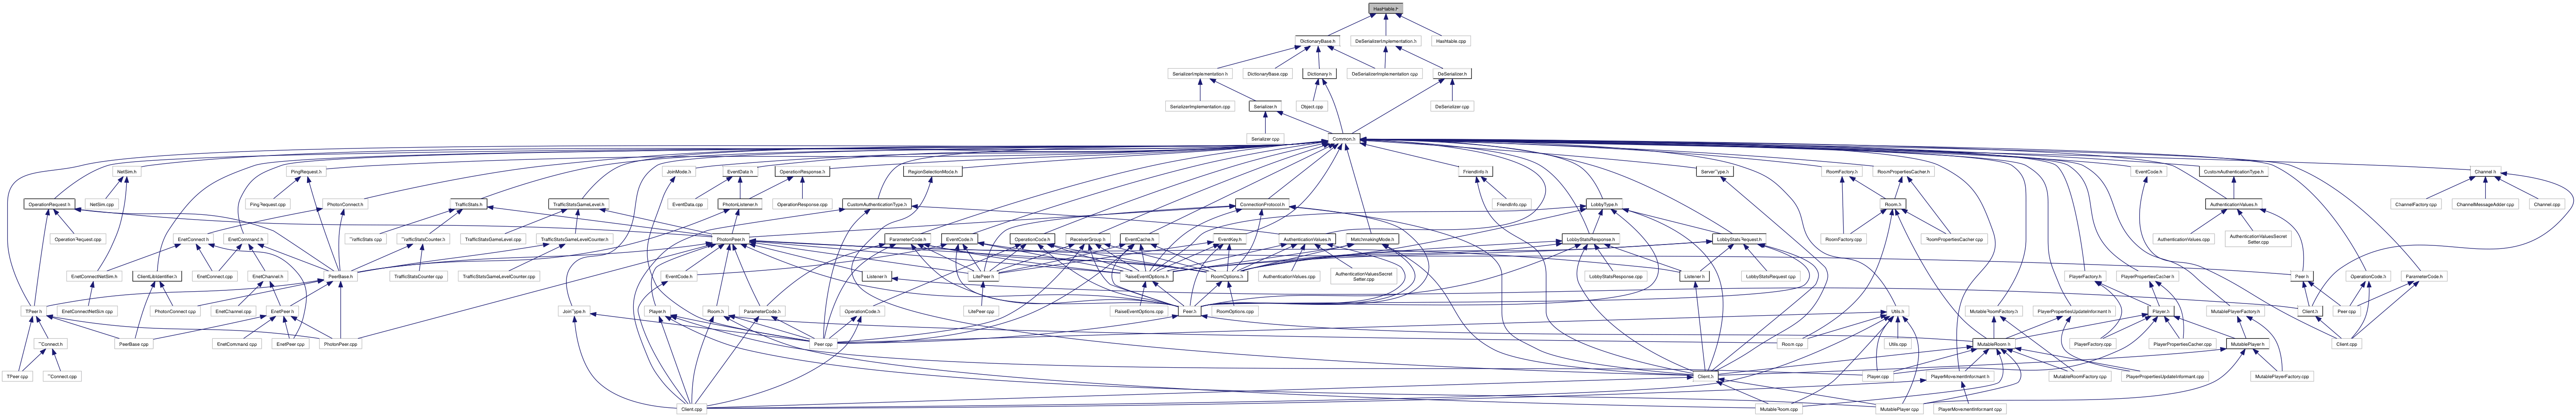 Hashtable.h
DictionaryBase.h
DeSerializerImplementation.h
Hashtable.cpp
SerializerImplementation.h
DictionaryBase.cpp
Dictionary.h
DeSerializerImplementation.cpp
DeSerializer.h
SerializerImplementation.cpp
Serializer.h
Object.cpp
DeSerializer.cpp
Serializer.cpp
Common.h
NetSim.h
PingRequest.h
JoinMode.h
EventData.h
OperationResponse.h
RegionSelectionMode.h
FriendInfo.h
ServerType.h
RoomFactory.h
RoomPropertiesCacher.h
EventCode.h
CustomAuthenticationType.h
Channel.h
OperationRequest.h
NetSim.cpp
PingRequest.cpp
PhotonConnect.h
TrafficStats.h
TrafficStatsGameLevel.h
EventData.cpp
PhotonListener.h
OperationResponse.cpp
CustomAuthenticationType.h
ConnectionProtocol.h
FriendInfo.cpp
LobbyType.h
Room.h
AuthenticationValues.h
ChannelFactory.cpp
ChannelMessageAdder.cpp
Channel.cpp
OperationRequest.cpp
EnetConnect.h
EnetCommand.h
TrafficStats.cpp
TrafficStatsCounter.h
TrafficStatsGameLevel.cpp
TrafficStatsGameLevelCounter.h
PhotonPeer.h
ParameterCode.h
EventCode.h
OperationCode.h
ReceiverGroup.h
EventCache.h
EventKey.h
AuthenticationValues.h
MatchmakingMode.h
LobbyStatsResponse.h
LobbyStatsRequest.h
RoomFactory.cpp
RoomPropertiesCacher.cpp
AuthenticationValues.cpp
AuthenticationValuesSecret
Setter.cpp
EnetConnectNetSim.h
ClientLibIdentifier.h
EnetConnect.cpp
EnetChannel.h
PeerBase.h
TrafficStatsCounter.cpp
TrafficStatsGameLevelCounter.cpp
EventCode.h
Listener.h
LitePeer.h
RaiseEventOptions.h
RoomOptions.h
AuthenticationValues.cpp
AuthenticationValuesSecret
Setter.cpp
LobbyStatsResponse.cpp
Listener.h
LobbyStatsRequest.cpp
PlayerFactory.h
PlayerPropertiesCacher.h
Peer.h
OperationCode.h
ParameterCode.h
TPeer.h
EnetConnectNetSim.cpp
PhotonConnect.cpp
EnetChannel.cpp
EnetPeer.h
JoinType.h
Player.h
Room.h
ParameterCode.h
OperationCode.h
LitePeer.cpp
RaiseEventOptions.cpp
Peer.h
RoomOptions.cpp
Utils.h
MutableRoomFactory.h
PlayerPropertiesUpdateInformant.h
Player.h
MutablePlayerFactory.h
Client.h
Peer.cpp
TConnect.h
PeerBase.cpp
EnetCommand.cpp
EnetPeer.cpp
PhotonPeer.cpp
Peer.cpp
Room.cpp
Utils.cpp
MutableRoom.h
PlayerFactory.cpp
PlayerPropertiesCacher.cpp
MutablePlayer.h
Client.cpp
TPeer.cpp
TConnect.cpp
Client.h
Player.cpp
PlayerMovementInformant.h
MutableRoomFactory.cpp
PlayerPropertiesUpdateInformant.cpp
MutablePlayerFactory.cpp
Client.cpp
MutableRoom.cpp
MutablePlayer.cpp
PlayerMovementInformant.cpp